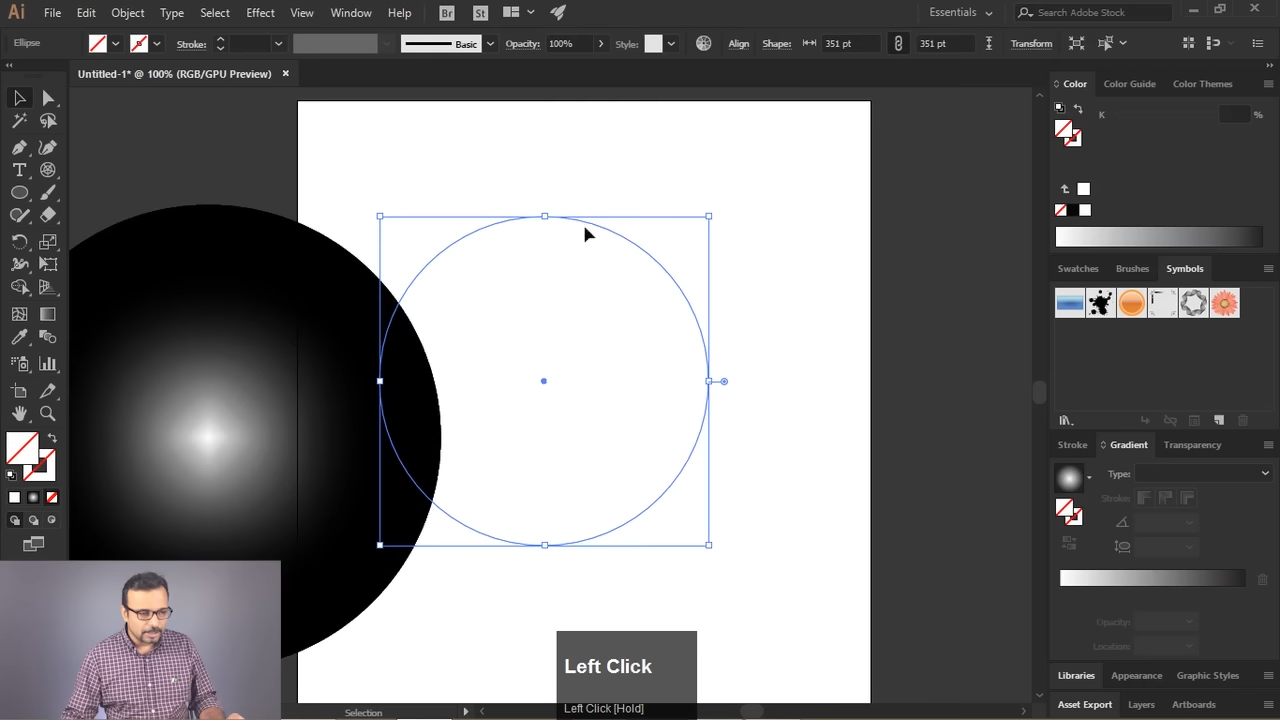 Ai File Edit Object Type Select Effect View Window Help Br St Essentials Search Adobe Stock
Ellipse Stroke: Basic Opacity: 100% Style: Align Shape: 351 pt 351 pt Transform
Untitled-1* @ 100% (RGB/GPU Preview)
Color Color Guide Color Themes
K %
Swatches Brushes Symbols
Stroke Gradient Transparency
Type:
Stroke:
Opacity:
Location:
Left Click
Left Click [Hold]
Selection
Libraries Appearance Graphic Styles
Asset Export Layers Artboards